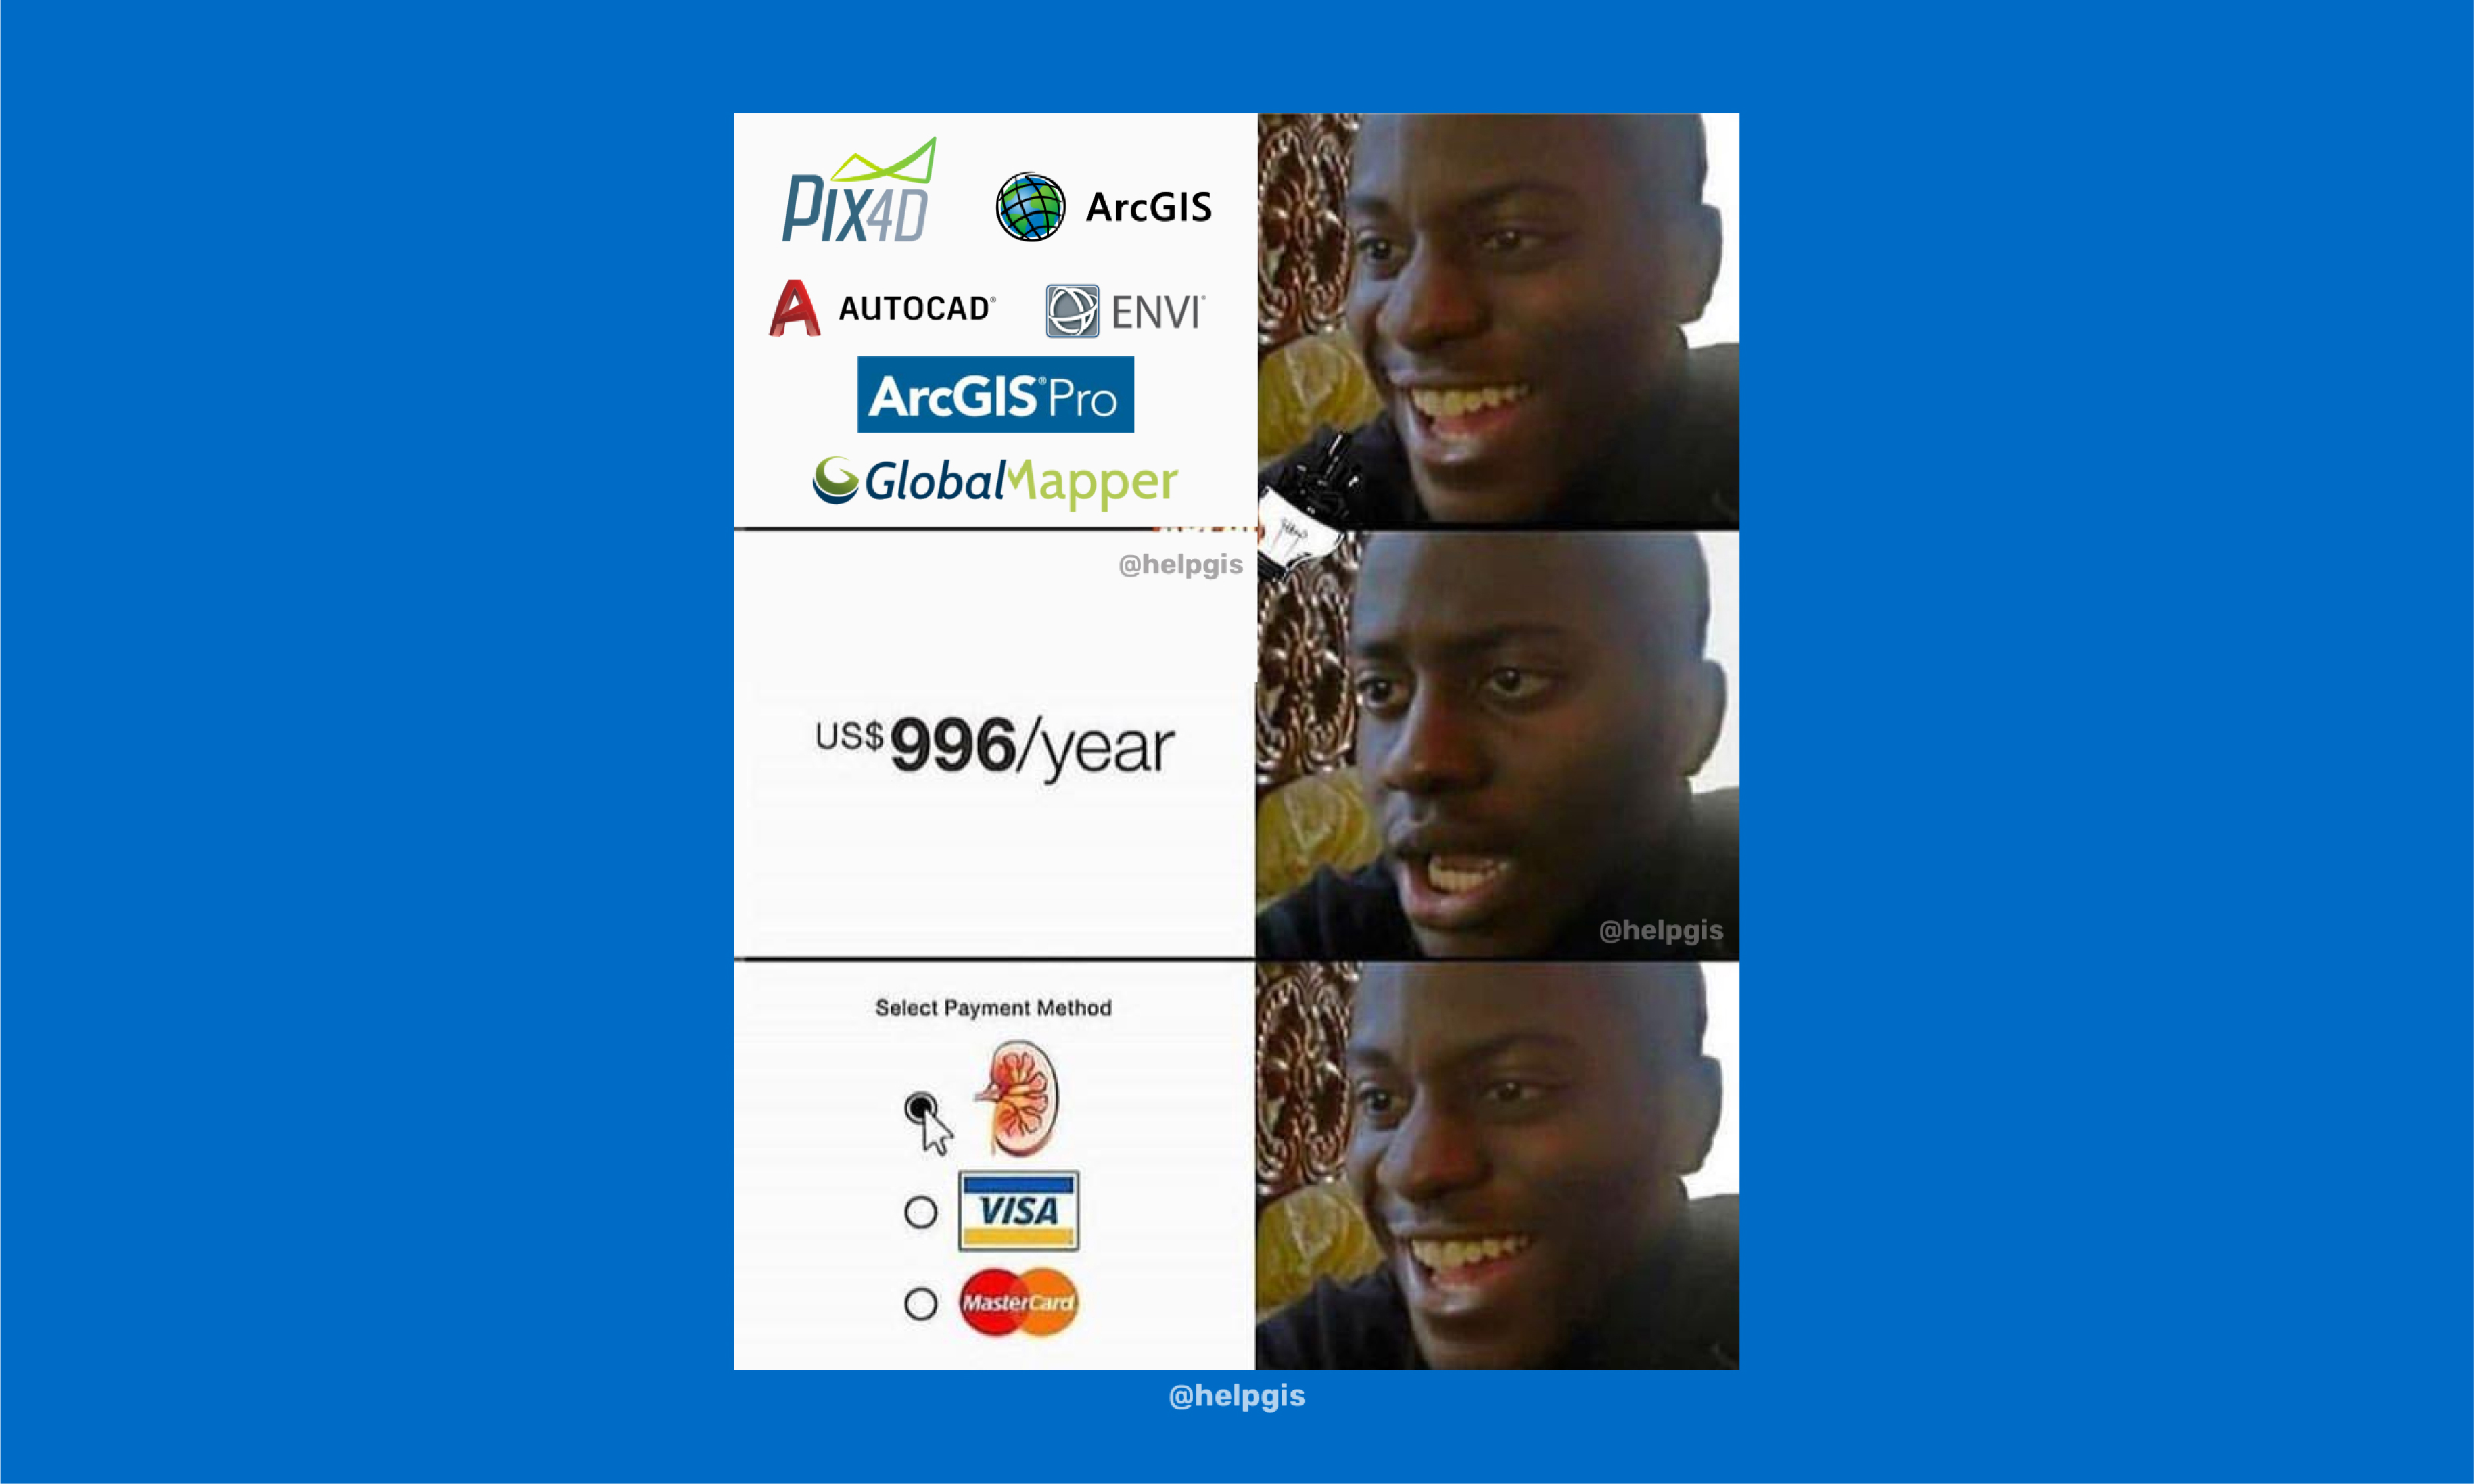 PIX4D
ArcGIS
AUTOCAD®
ENVI®
ArcGIS® Pro
GlobalMapper
@helpgis
US$996/year
@helpgis
Select Payment Method
VISA
MasterCard
@helpgis